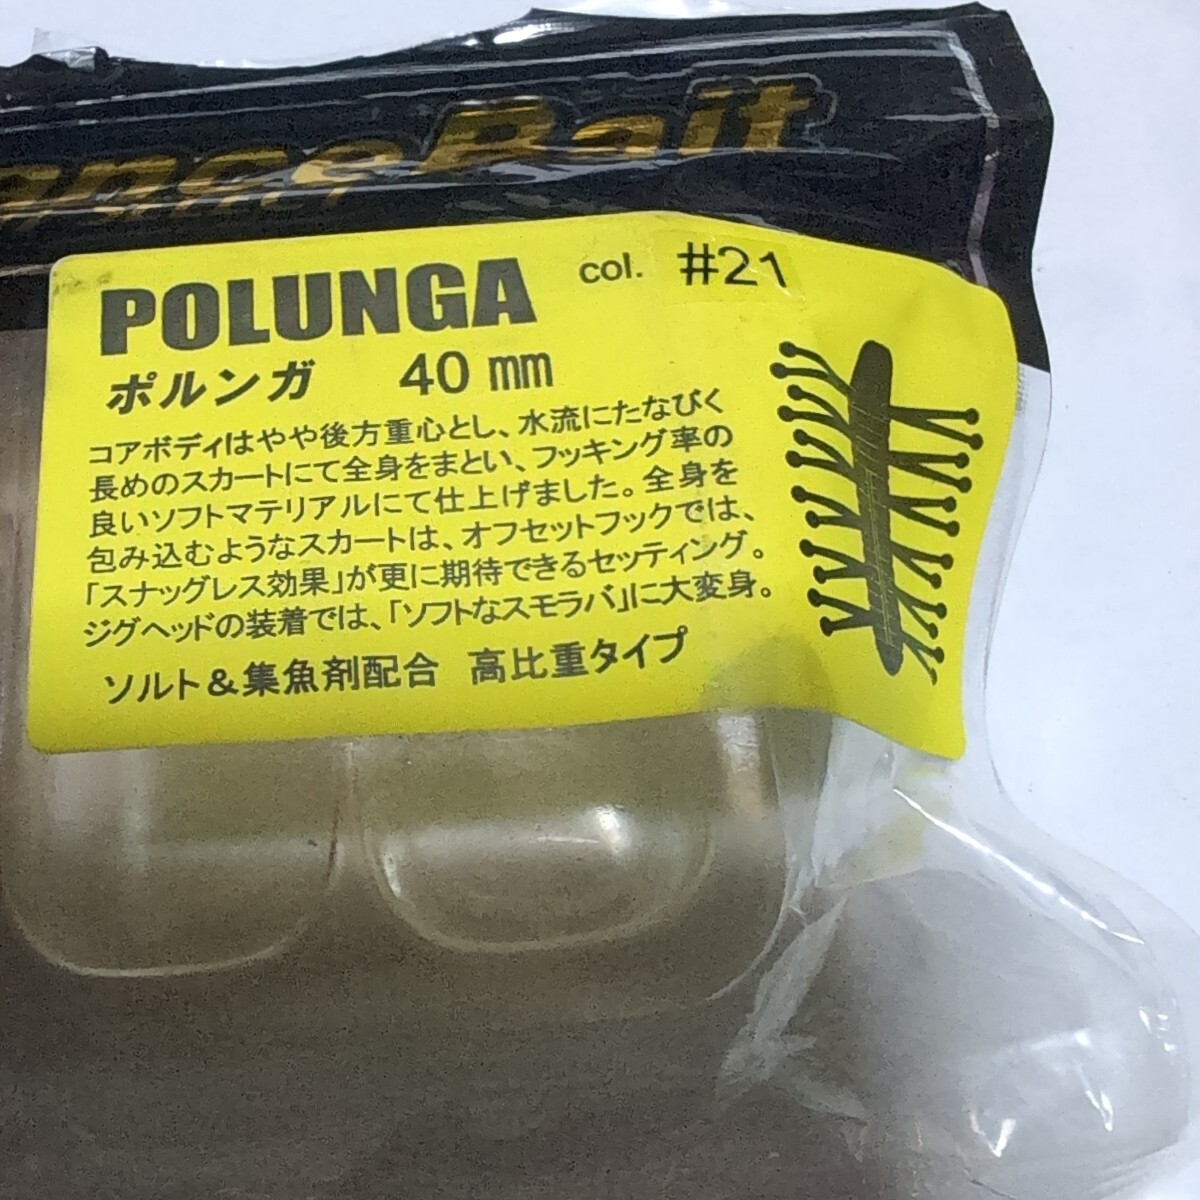 Bait
POLUNGA col. #21
ポルンガ 40 mm
コアボディはやや後方重心とし、水流にたなびく
長めのスカートにて全身をまとい、フッキング率の
良いソフトマテリアルにて仕上げました。全身を
包み込むようなスカートは、オフセットフックでは、
「スナッグレス効果」が更に期待できるセッティング。
ジグヘッドの装着では、「ソフトなスモラバ」に大変身。
ソルト&集魚剤配合 高比重タイプ